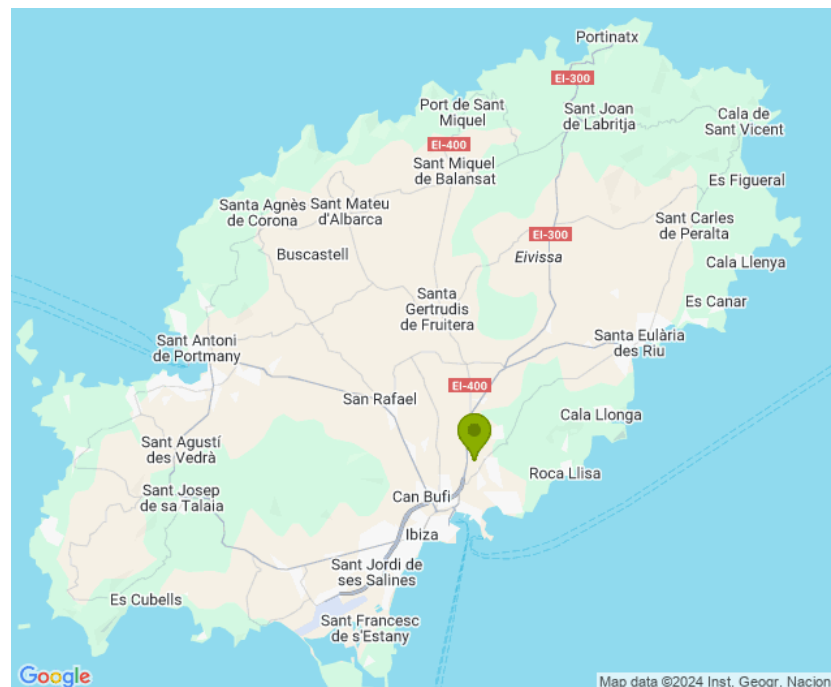 Portinatx
EI-300
Port de Sant
Miquel
Sant Joan
de Labritja
Cala de
Sant Vicent
EI-400
Sant Miquel
de Balansat
Es Figueral
Santa Agnès
de Corona
Sant Mateu
d'Albarca
Sant Carles
de Peralta
EI-300
Buscastell
Eivissa
Cala Llenya
Santa
Gertrudis
de Fruitera
Es Canar
Sant Antoni
de Portmany
Santa Eulària
des Riu
EI-400
San Rafael
Cala Llonga
Sant Agustí
des Vedrà
Roca Llisa
Sant Josep
de sa Talaia
Can Bufí
Ibiza
Sant Jordi de
ses Salines
Es Cubells
Sant Francesc
de s'Estany
Google
Map data ©2024 Inst. Geogr. Nacion